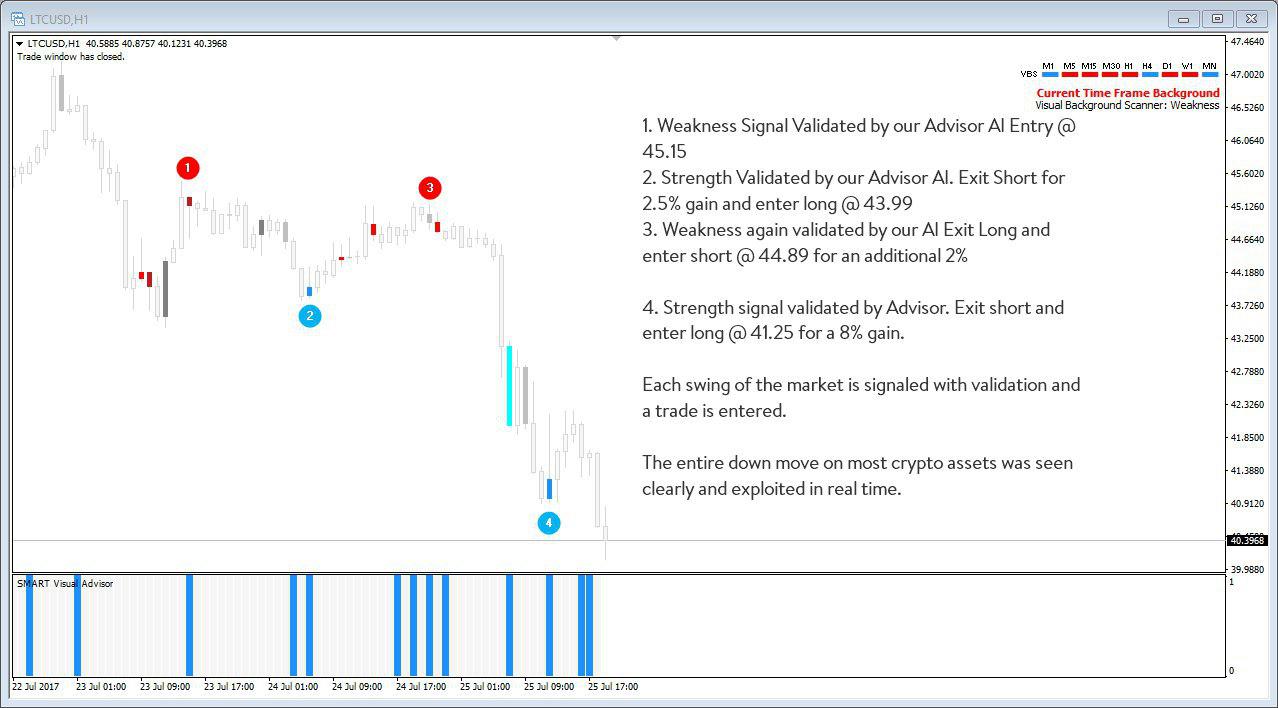 LTCUSD,H1
LTCUSD,H1 40.5885 40.8757 40.1231 40.3968
Trade window has closed.
M1 M5 M15 M30 H1 H4 D1 W1 MN
VBS
Current Time Frame Background
Visual Background Scanner: Weakness
1. Weakness Signal Validated by our Advisor AI Entry @
45.15
2. Strength Validated by our Advisor AI. Exit Short for
2.5% gain and enter long @ 43.99
3. Weakness again validated by our AI Exit Long and
enter short @ 44.89 for an additional 2%
4. Strength signal validated by Advisor. Exit short and
enter long @ 41.25 for a 8% gain.
Each swing of the market is signaled with validation and
a trade is entered.
The entire down move on most crypto assets was seen
clearly and exploited in real time.
1
3
2
4
47.4640
47.0020
46.5260
46.0640
45.6020
45.1260
44.6640
44.1880
43.7260
43.2500
42.7880
42.3260
41.8500
41.3880
40.9120
40.3968
39.9880
SMART Visual Advisor
1
0
22 Jul 2017 23 Jul 01:00 23 Jul 09:00 23 Jul 17:00 24 Jul 01:00 24 Jul 09:00 24 Jul 17:00 25 Jul 01:00 25 Jul 09:00 25 Jul 17:00